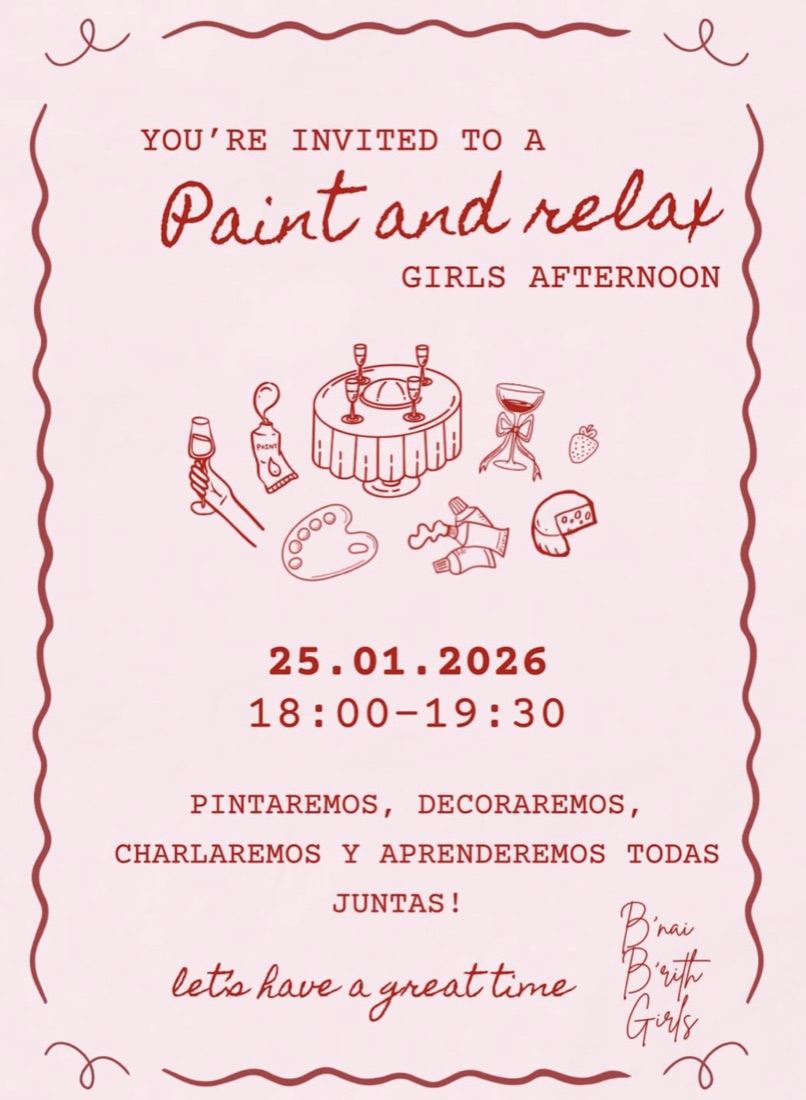 YOU'RE INVITED TO A
Paint and relax
GIRLS AFTERNOON
PAINT
25.01.2026
18:00–19:30
PINTAREMOS, DECORAREMOS,
CHARLAREMOS Y APRENDEREMOS TODAS
JUNTAS!
let's have a great time
B'nai
B'rith
Girls